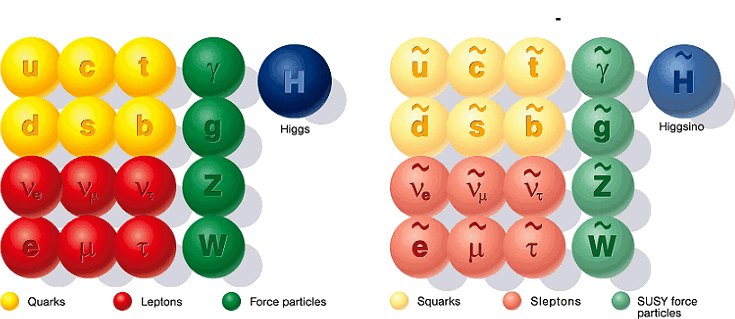 u c t γ
d s b g
νe νμ ντ Z
e μ τ W
H
Higgs
Quarks
Leptons
Force particles
-
ũ c̃ t̃ γ̃
d̃ s̃ b̃ g̃
ν̃e ν̃μ ν̃τ Z̃
ẽ μ̃ τ̃ W̃
H̃
Higgsino
Squarks
Sleptons
SUSY force
particles